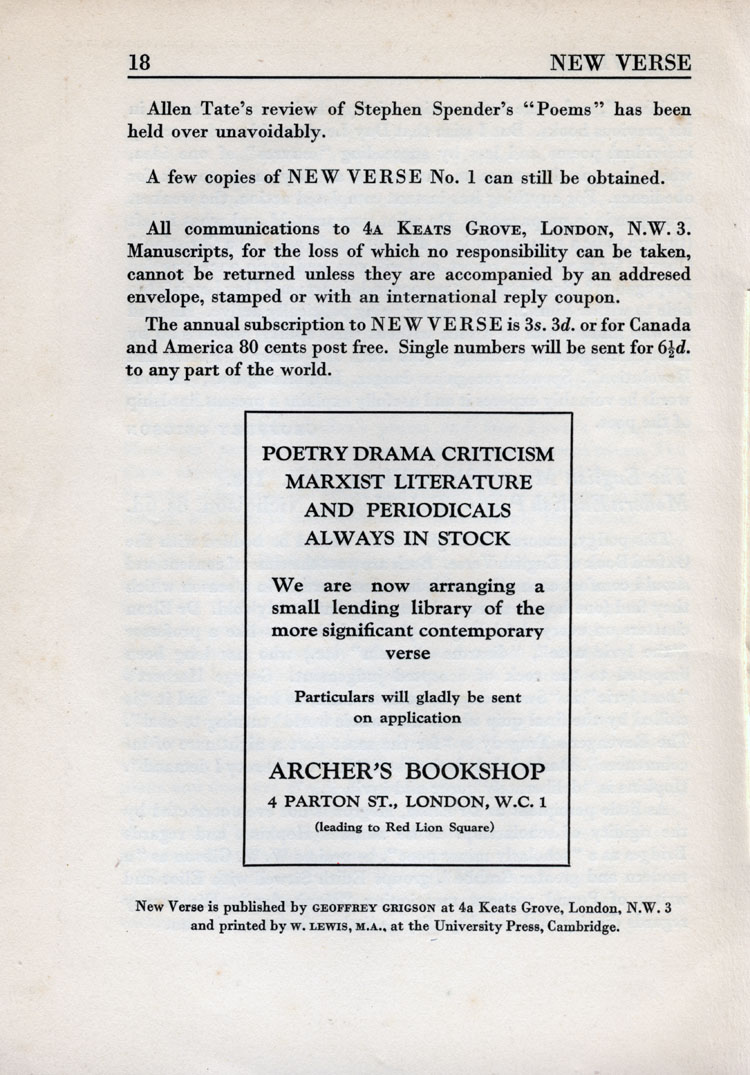 18 NEW VERSE
Allen Tate's review of Stephen Spender's "Poems" has been
held over unavoidably.
A few copies of NEW VERSE No. 1 can still be obtained.
All communications to 4A KEATS GROVE, LONDON, N.W. 3.
Manuscripts, for the loss of which no responsibility can be taken,
cannot be returned unless they are accompanied by an addresed
envelope, stamped or with an international reply coupon.
The annual subscription to NEW VERSE is 3s. 3d. or for Canada
and America 80 cents post free. Single numbers will be sent for 6½d.
to any part of the world.
POETRY DRAMA CRITICISM
MARXIST LITERATURE
AND PERIODICALS
ALWAYS IN STOCK
We are now arranging a
small lending library of the
more significant contemporary
verse
Particulars will gladly be sent
on application
ARCHER'S BOOKSHOP
4 PARTON ST., LONDON, W.C. 1
(leading to Red Lion Square)
New Verse is published by GEOFFREY GRIGSON at 4a Keats Grove, London, N.W. 3
and printed by W. LEWIS, M.A., at the University Press, Cambridge.